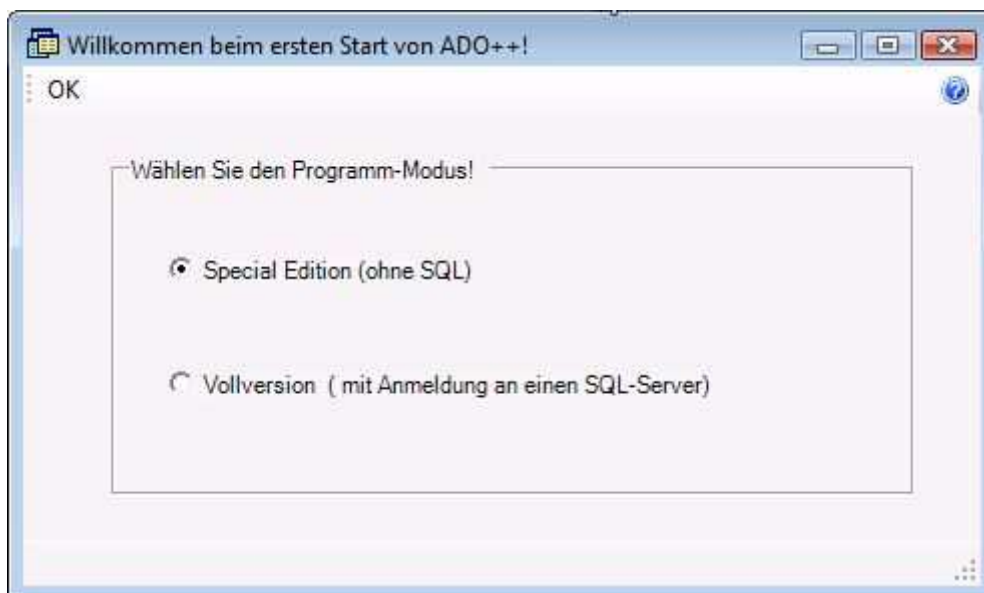 Willkommen beim ersten Start von ADO++!
OK
Wählen Sie den Programm-Modus!
Special Edition (ohne SQL)
Vollversion ( mit Anmeldung an einen SQL-Server)